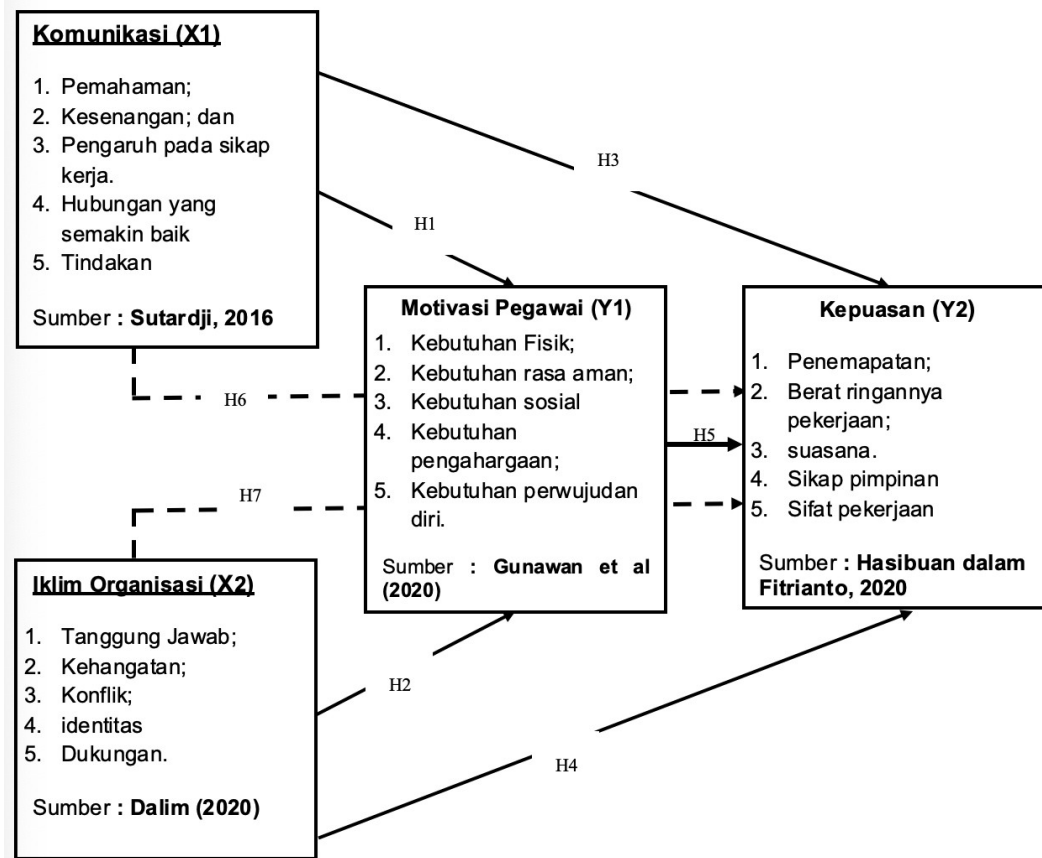 Komunikasi (X1)
1. Pemahaman;
2. Kesenangan; dan
3. Pengaruh pada sikap
kerja.
4. Hubungan yang
semakin baik
5. Tindakan
Sumber : Sutardji, 2016
H3
H1
Motivasi Pegawai (Y1)
1. Kebutuhan Fisik;
2. Kebutuhan rasa aman;
3. Kebutuhan sosial
4. Kebutuhan
pengahargaan;
5. Kebutuhan perwujudan
diri.
Sumber : Gunawan et al
(2020)
Kepuasan (Y2)
1. Penemapatan;
2. Berat ringannya
pekerjaan;
3. suasana.
4. Sikap pimpinan
5. Sifat pekerjaan
Sumber : Hasibuan dalam
Fitrianto, 2020
H6
H5
H7
Iklim Organisasi (X2)
1. Tanggung Jawab;
2. Kehangatan;
3. Konflik;
4. identitas
5. Dukungan.
Sumber : Dalim (2020)
H2
H4